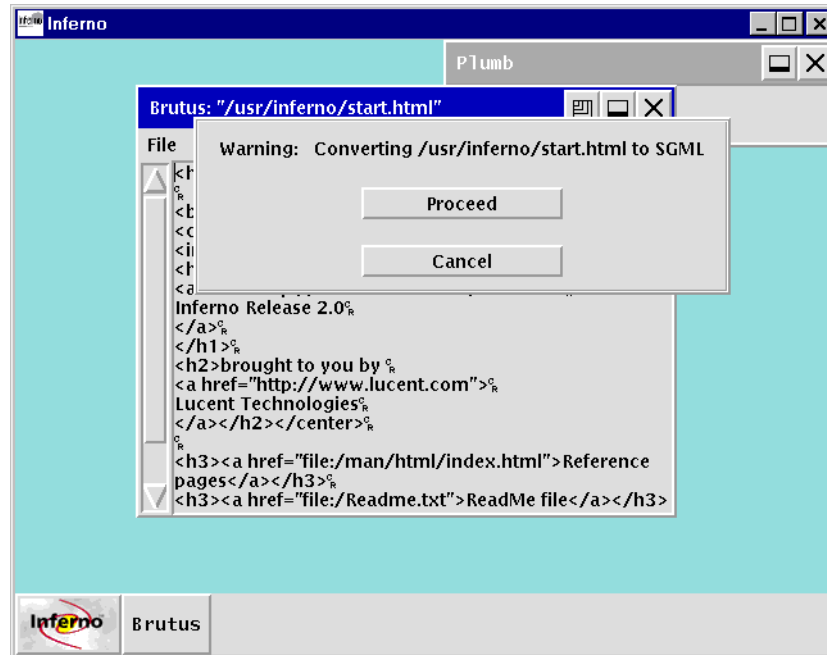 Inferno
Plumb
Brutus: "/usr/inferno/start.html"
File
Warning: Converting /usr/inferno/start.html to SGML
Proceed
Cancel
<h
<b
<c
<h
<a
Inferno Release 2.0␍
</a>␍
</h1>␍
<h2>brought to you by ␍
<a href="http://www.lucent.com">␍
Lucent Technologies␍
</a></h2></center>␍
␍
<h3><a href="file:/man/html/index.html">Reference
pages</a></h3>␍
<h3><a href="file:/Readme.txt">ReadMe file</a></h3>
Inferno
Brutus